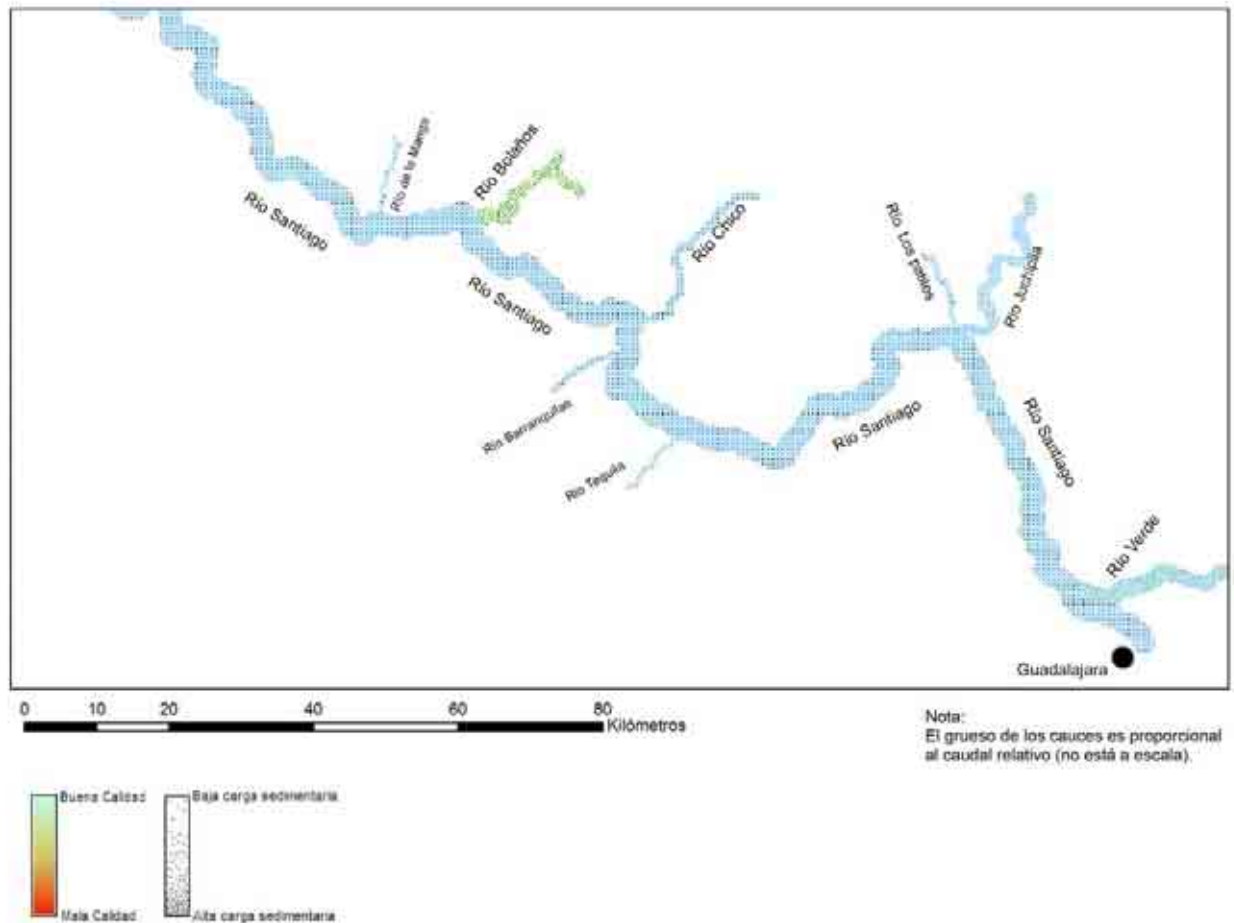 Río de la Manga
Río Bolaños
Río Santiago
Río Chico
Río Santiago
Río Los patitos
Río Juchipila
Río Barranquitas
Río Santiago
Río Santiago
Río Tequila
Río Verde
Guadalajara
0 10 20 40 60 80
Kilómetros
Nota:
El grueso de los cauces es proporcional
al caudal relativo (no está a escala).
Buena Calidad
Baja carga sedimentaria
Mala Calidad
Alta carga sedimentaria